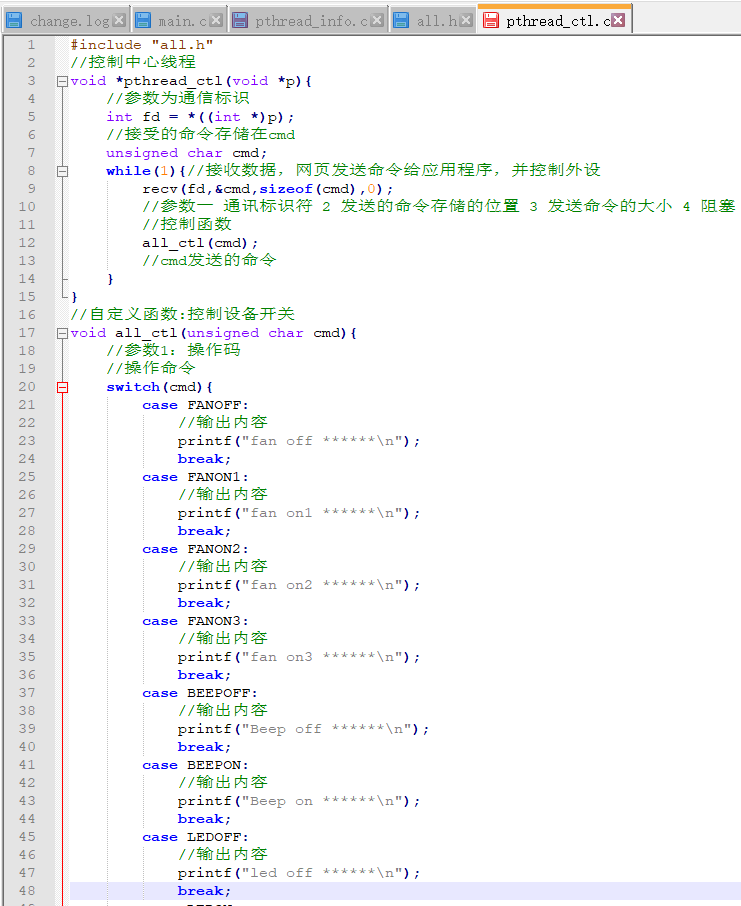 change.log main.c pthread_info.c all.h pthread_ctl.c
1 #include "all.h"
2 //控制中心线程
3 void *pthread_ctl(void *p){
4 //参数为通信标识
5 int fd = *((int *)p);
6 //接受的命令存储在cmd
7 unsigned char cmd;
8 while(1){//接收数据，网页发送命令给应用程序，并控制外设
9 recv(fd,&cmd,sizeof(cmd),0);
10 //参数一 通讯标识符 2 发送的命令存储的位置 3 发送命令的大小 4 阻塞
11 //控制函数
12 all_ctl(cmd);
13 //cmd发送的命令
14 }
15 }
16 //自定义函数:控制设备开关
17 void all_ctl(unsigned char cmd){
18 //参数1：操作码
19 //操作命令
20 switch(cmd){
21 case FANOFF:
22 //输出内容
23 printf("fan off ******\n");
24 break;
25 case FANON1:
26 //输出内容
27 printf("fan on1 ******\n");
28 break;
29 case FANON2:
30 //输出内容
31 printf("fan on2 ******\n");
32 break;
33 case FANON3:
34 //输出内容
35 printf("fan on3 ******\n");
36 break;
37 case BEEPOFF:
38 //输出内容
39 printf("Beep off ******\n");
40 break;
41 case BEEPON:
42 //输出内容
43 printf("Beep on ******\n");
44 break;
45 case LEDOFF:
46 //输出内容
47 printf("led off ******\n");
48 break;